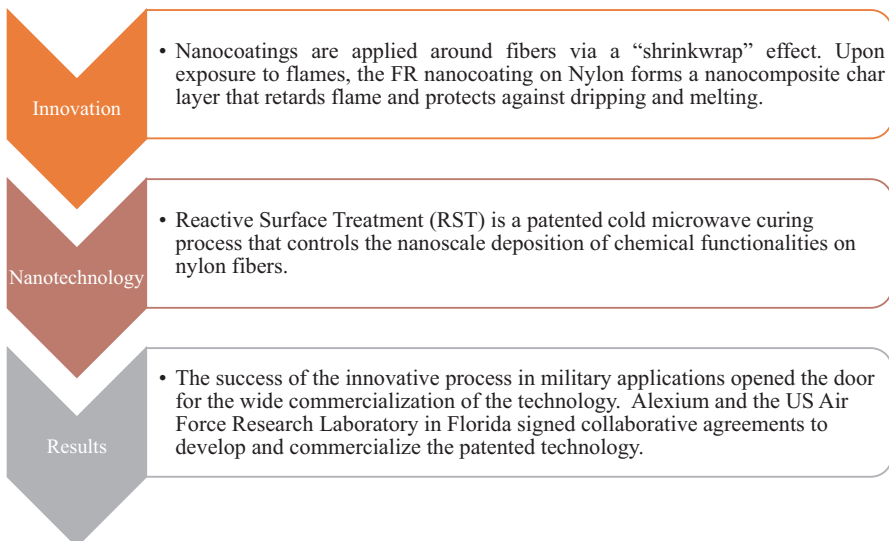 Innovation
• Nanocoatings are applied around fibers via a “shrinkwrap” effect. Upon
exposure to flames, the FR nanocoating on Nylon forms a nanocomposite char
layer that retards flame and protects against dripping and melting.
Nanotechnology
• Reactive Surface Treatment (RST) is a patented cold microwave curing
process that controls the nanoscale deposition of chemical functionalities on
nylon fibers.
Results
• The success of the innovative process in military applications opened the door
for the wide commercialization of the technology. Alexium and the US Air
Force Research Laboratory in Florida signed collaborative agreements to
develop and commercialize the patented technology.